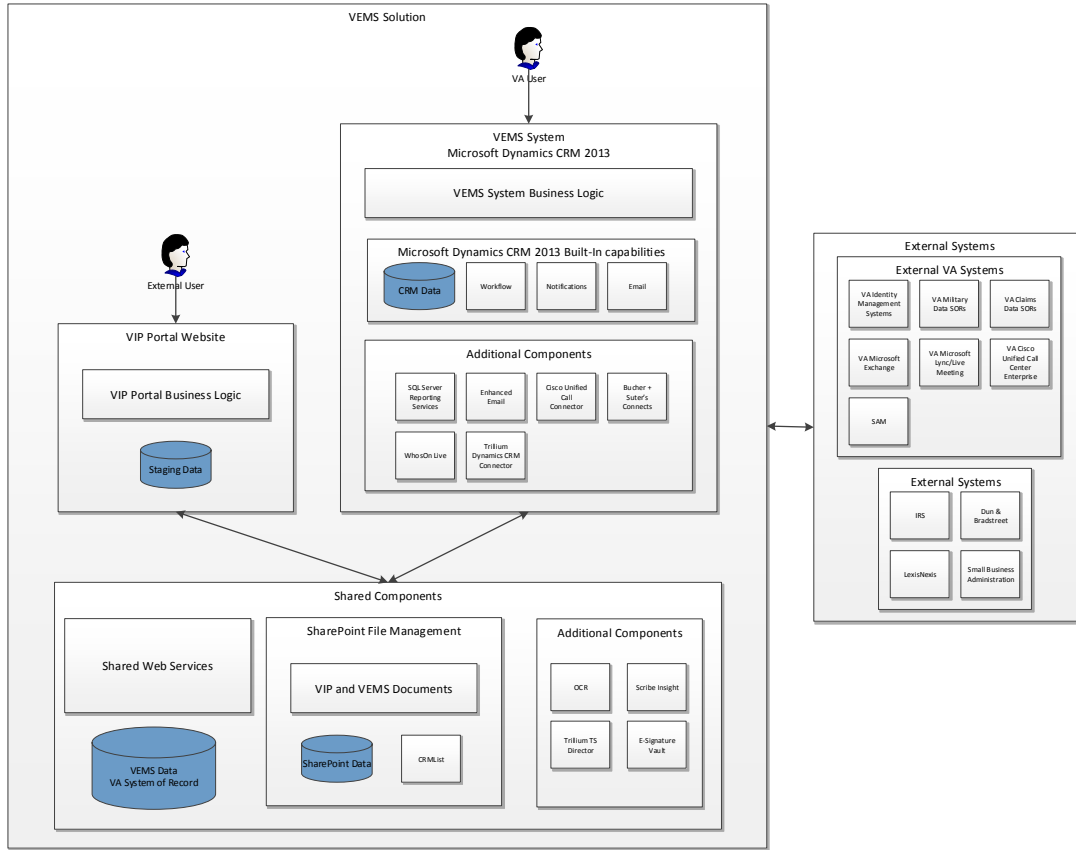 VEMS Solution
VA User
VEMS System
Microsoft Dynamics CRM 2013
VEMS System Business Logic
Microsoft Dynamics CRM 2013 Built-In capabilities
CRM Data
Workflow
Notifications
Email
Additional Components
SQL Server
Reporting
Services
Enhanced
Email
Cisco Unified
Call
Connector
Bucher +
Suter's
Connects
WhosOn Live
Trillium
Dynamics CRM
Connector
External User
VIP Portal Website
VIP Portal Business Logic
Staging Data
Shared Components
Shared Web Services
VEMS Data
VA System of Record
SharePoint File Management
VIP and VEMS Documents
SharePoint Data
CRMList
Additional Components
OCR
Scribe Insight
Trillium TS
Director
E-Signature
Vault
External Systems
External VA Systems
VA Identity
Management
Systems
VA Military
Data SORs
VA Claims
Data SORs
VA Microsoft
Exchange
VA Microsoft
Lync/Live
Meeting
VA Cisco
Unified Call
Center
Enterprise
SAM
External Systems
IRS
Dun &
Bradstreet
LexisNexis
Small Business
Administration